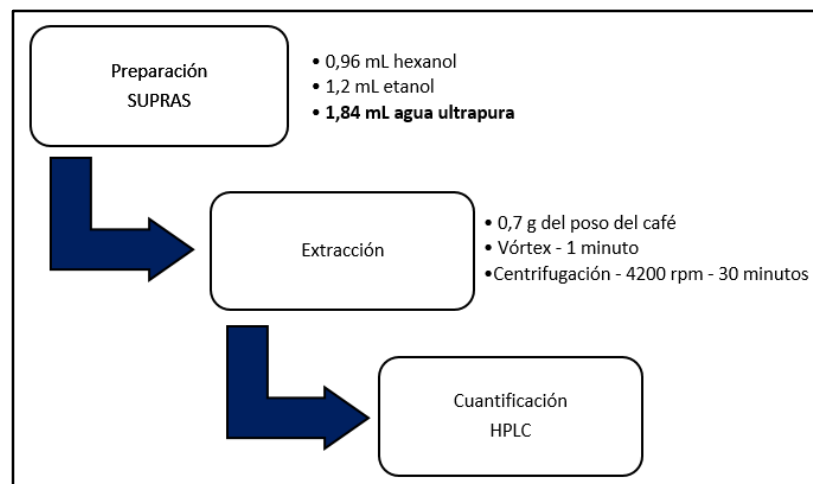 Preparación
SUPRAS
• 0,96 mL hexanol
• 1,2 mL etanol
• 1,84 mL agua ultrapura
Extracción
• 0,7 g del poso del café
• Vórtex - 1 minuto
•Centrifugación - 4200 rpm - 30 minutos
Cuantificación
HPLC